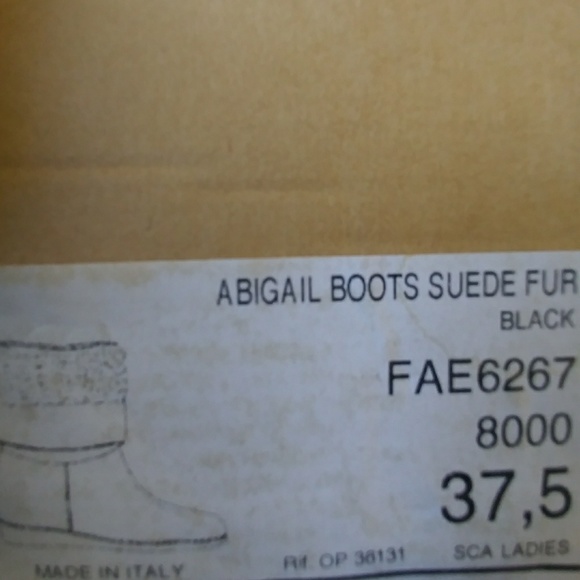 ABIGAIL BOOTS SUEDE FUR
BLACK
FAE6267
8000
37,5
MADE IN ITALY Rif. OP 36131 SCA LADIES